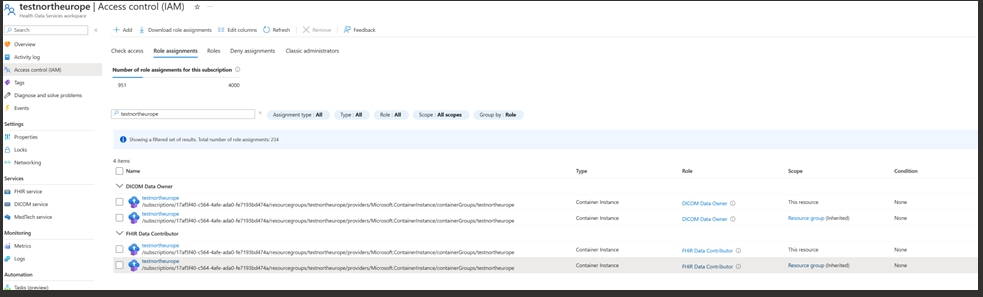 testnortheurope | Access control (IAM) ☆ ...
Health Data Services workspace
Search «
Add Download role assignments Edit columns Refresh Remove Feedback
Overview
Activity log
Access control (IAM)
Tags
Diagnose and solve problems
Events
Settings
Properties
Locks
Networking
Services
FHIR service
DICOM service
MedTech service
Monitoring
Metrics
Logs
Automation
Tasks (preview)
Check access Role assignments Roles Deny assignments Classic administrators
Number of role assignments for this subscription
951 4000
testnortheurope × Assignment type : All Type : All Role : All Scope : All scopes Group by : Role
Showing a filtered set of results. Total number of role assignments: 234
4 items
Name Type Role Scope Condition
DICOM Data Owner
testnortheurope
/subscriptions/17af5f40-c564-4afe-ada0-fe7193bd474a/resourcegroups/testnortheurope/providers/Microsoft.ContainerInstance/containerGroups/testnortheurope Container Instance DICOM Data Owner This resource None
testnortheurope
/subscriptions/17af5f40-c564-4afe-ada0-fe7193bd474a/resourcegroups/testnortheurope/providers/Microsoft.ContainerInstance/containerGroups/testnortheurope Container Instance DICOM Data Owner Resource group (Inherited) None
FHIR Data Contributor
testnortheurope
/subscriptions/17af5f40-c564-4afe-ada0-fe7193bd474a/resourcegroups/testnortheurope/providers/Microsoft.ContainerInstance/containerGroups/testnortheurope Container Instance FHIR Data Contributor This resource None
testnortheurope
/subscriptions/17af5f40-c564-4afe-ada0-fe7193bd474a/resourcegroups/testnortheurope/providers/Microsoft.ContainerInstance/containerGroups/testnortheurope Container Instance FHIR Data Contributor Resource group (Inherited) None